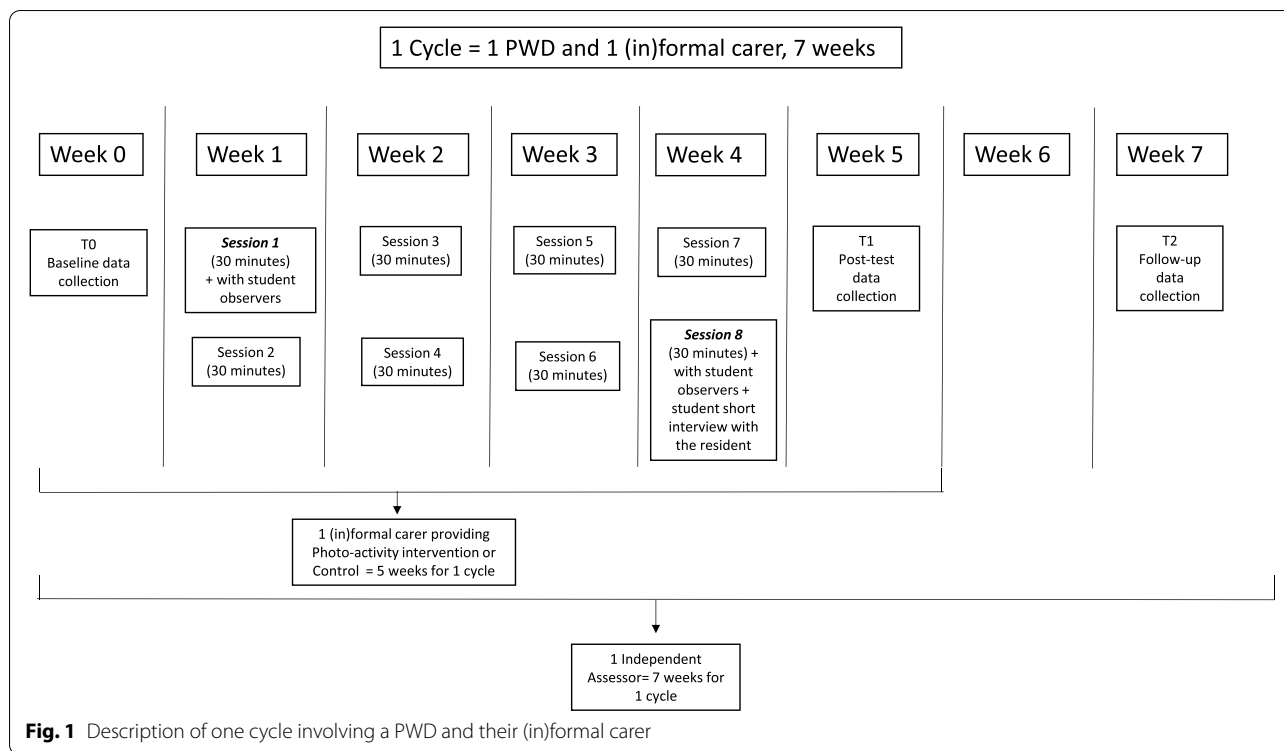 1 Cycle = 1 PWD and 1 (in)formal carer, 7 weeks
Week 0
Week 1
Week 2
Week 3
Week 4
Week 5
Week 6
Week 7
T0
Baseline data
collection
Session 1
(30 minutes)
+ with student
observers
Session 2
(30 minutes)
Session 3
(30 minutes)
Session 4
(30 minutes)
Session 5
(30 minutes)
Session 6
(30 minutes)
Session 7
(30 minutes)
Session 8
(30 minutes) +
with student
observers +
student short
interview with
the resident
T1
Post-test
data
collection
T2
Follow-up
data
collection
1 (in)formal carer providing
Photo-activity intervention or
Control = 5 weeks for 1 cycle
1 Independent
Assessor= 7 weeks for
1 cycle
Fig. 1 Description of one cycle involving a PWD and their (in)formal carer